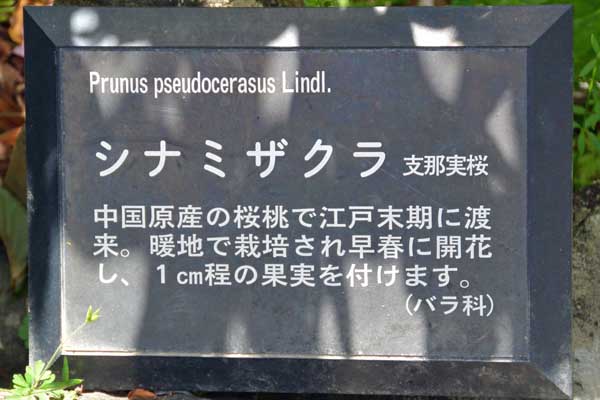 Prunus pseudocerasus Lindl.
シナミザクラ 支那実桜
中国原産の桜桃で江戸末期に渡
来。暖地で栽培され早春に開花
し、1㎝程の果実を付けます。
(バラ科)